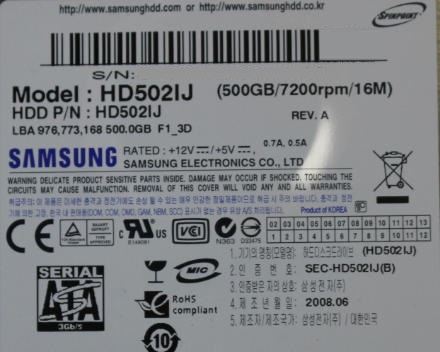 http://www.samsunghdd.com or http://www.samsunghdd.co.kr
SPINPOINT
S/N:
Model : HD502IJ (500GB/7200rpm/16M)
HDD P/N : HD502IJ REV. A
LBA 976,773,168 500.0GB F1_3D
SAMSUNG RATED : +12V /+5V 0.7A, 0.5A
SAMSUNG ELECTRONICS CO., LTD
WARNING DELICATE PRODUCT SENSITIVE PARTS INSIDE. DAMAGE TO OR TOUCHING THE
CIRCUITS MAY CAUSE MALFUNCTION. REMOVAL OF THIS COVER WILL VOID ANY AND ALL WARRANTIES.
Product of KOREA
02 03 04 05 06 07 08 09 10 11 12 13
1 2 3 4 5 6 7 8 9 10 11 12
CE c UR US N363 D33475
1.기기의 명칭(모델명): 하드디스크드라이브 (HD502IJ)
2.인 증 번 호: SEC-HD502IJ(B)
3.인증받은 자의 상호: 삼성전자(주)
4.제 조 년 월: 2008.06
5.제조자/제조국가: 삼성전자(주) / 대한민국
SERIAL
ATA
3Gb/s
MIC
RoHS
compliant
10